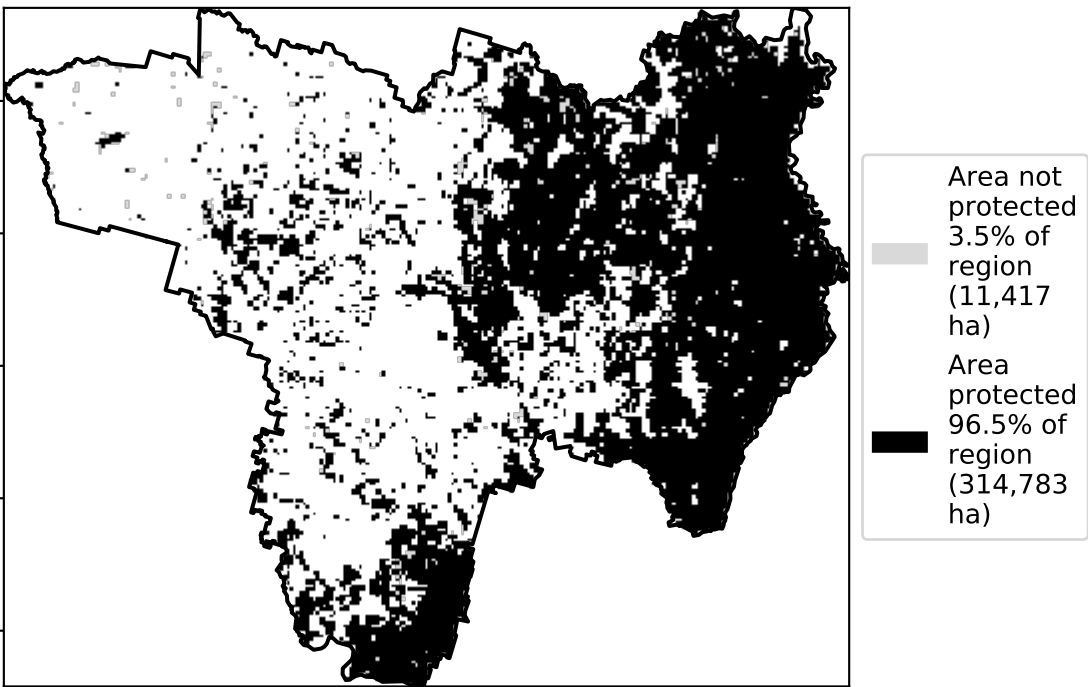 Area not
protected
3.5% of
region
(11,417
ha)
Area
protected
96.5% of
region
(314,783
ha)